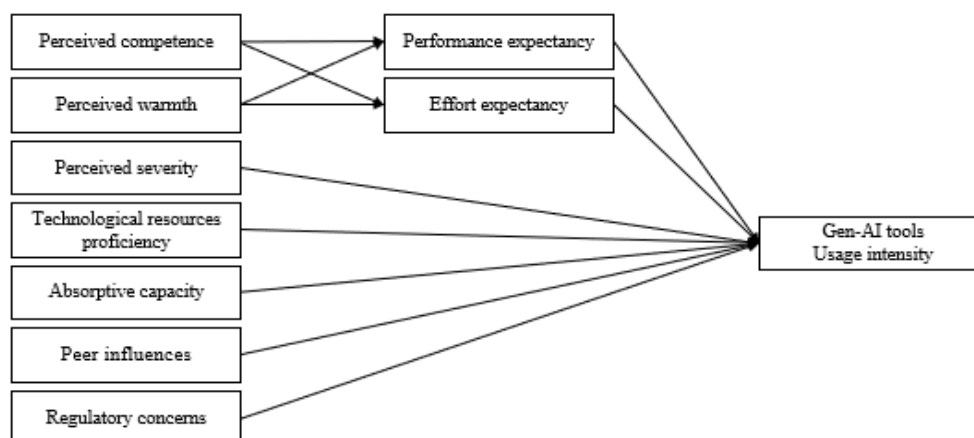 Perceived competence
Performance expectancy
Perceived warmth
Effort expectancy
Perceived severity
Technological resources
proficiency
Gen-AI tools
Usage intensity
Absorptive capacity
Peer influences
Regulatory concerns